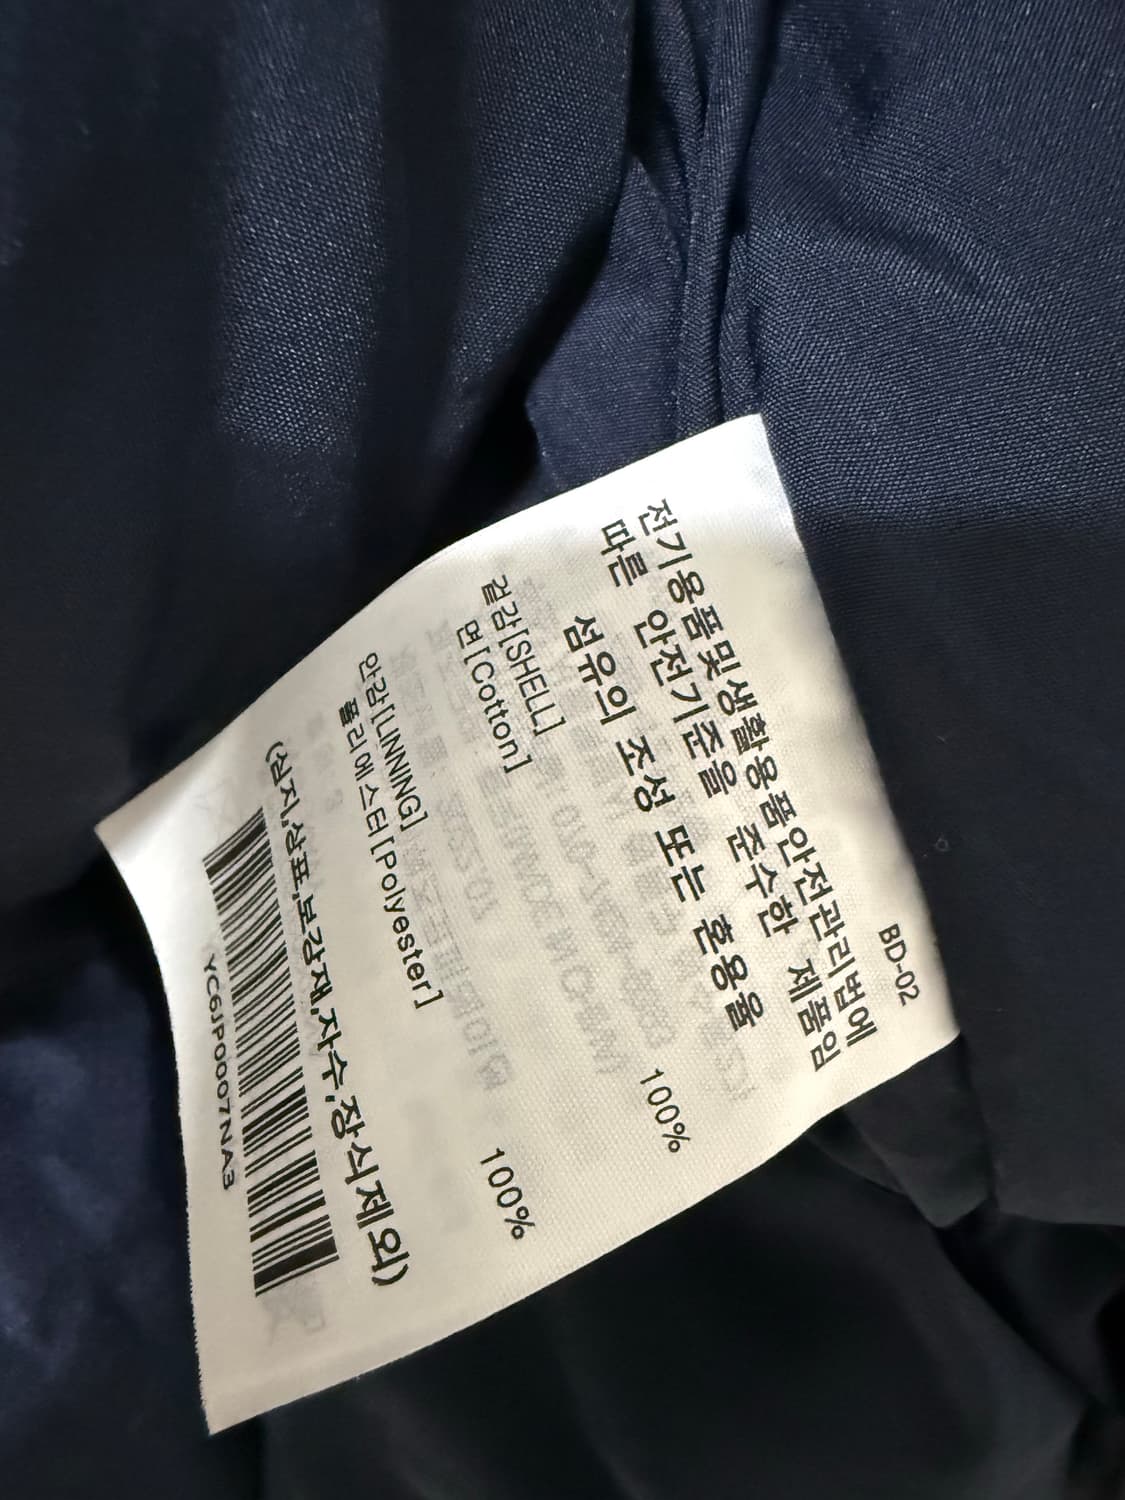 BD-02
전기용품및생활용품안전관리법에
따른 안전기준을 준수한 제품임
섬유의 조성 또는 혼용율
겉감[SHELL]
면[Cotton] 100%
안감[LINNING]
폴리에스터[Polyester] 100%
(심지,상표,보강재,자수,장식제외)
YC6JP0007NA3